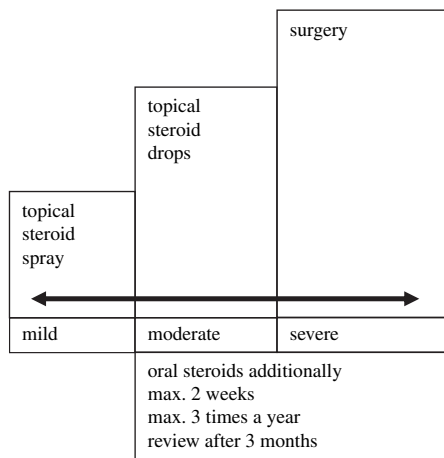 surgery
topical
steroid
drops
topical
steroid
spray
mild
moderate
severe
oral steroids additionally
max. 2 weeks
max. 3 times a year
review after 3 months